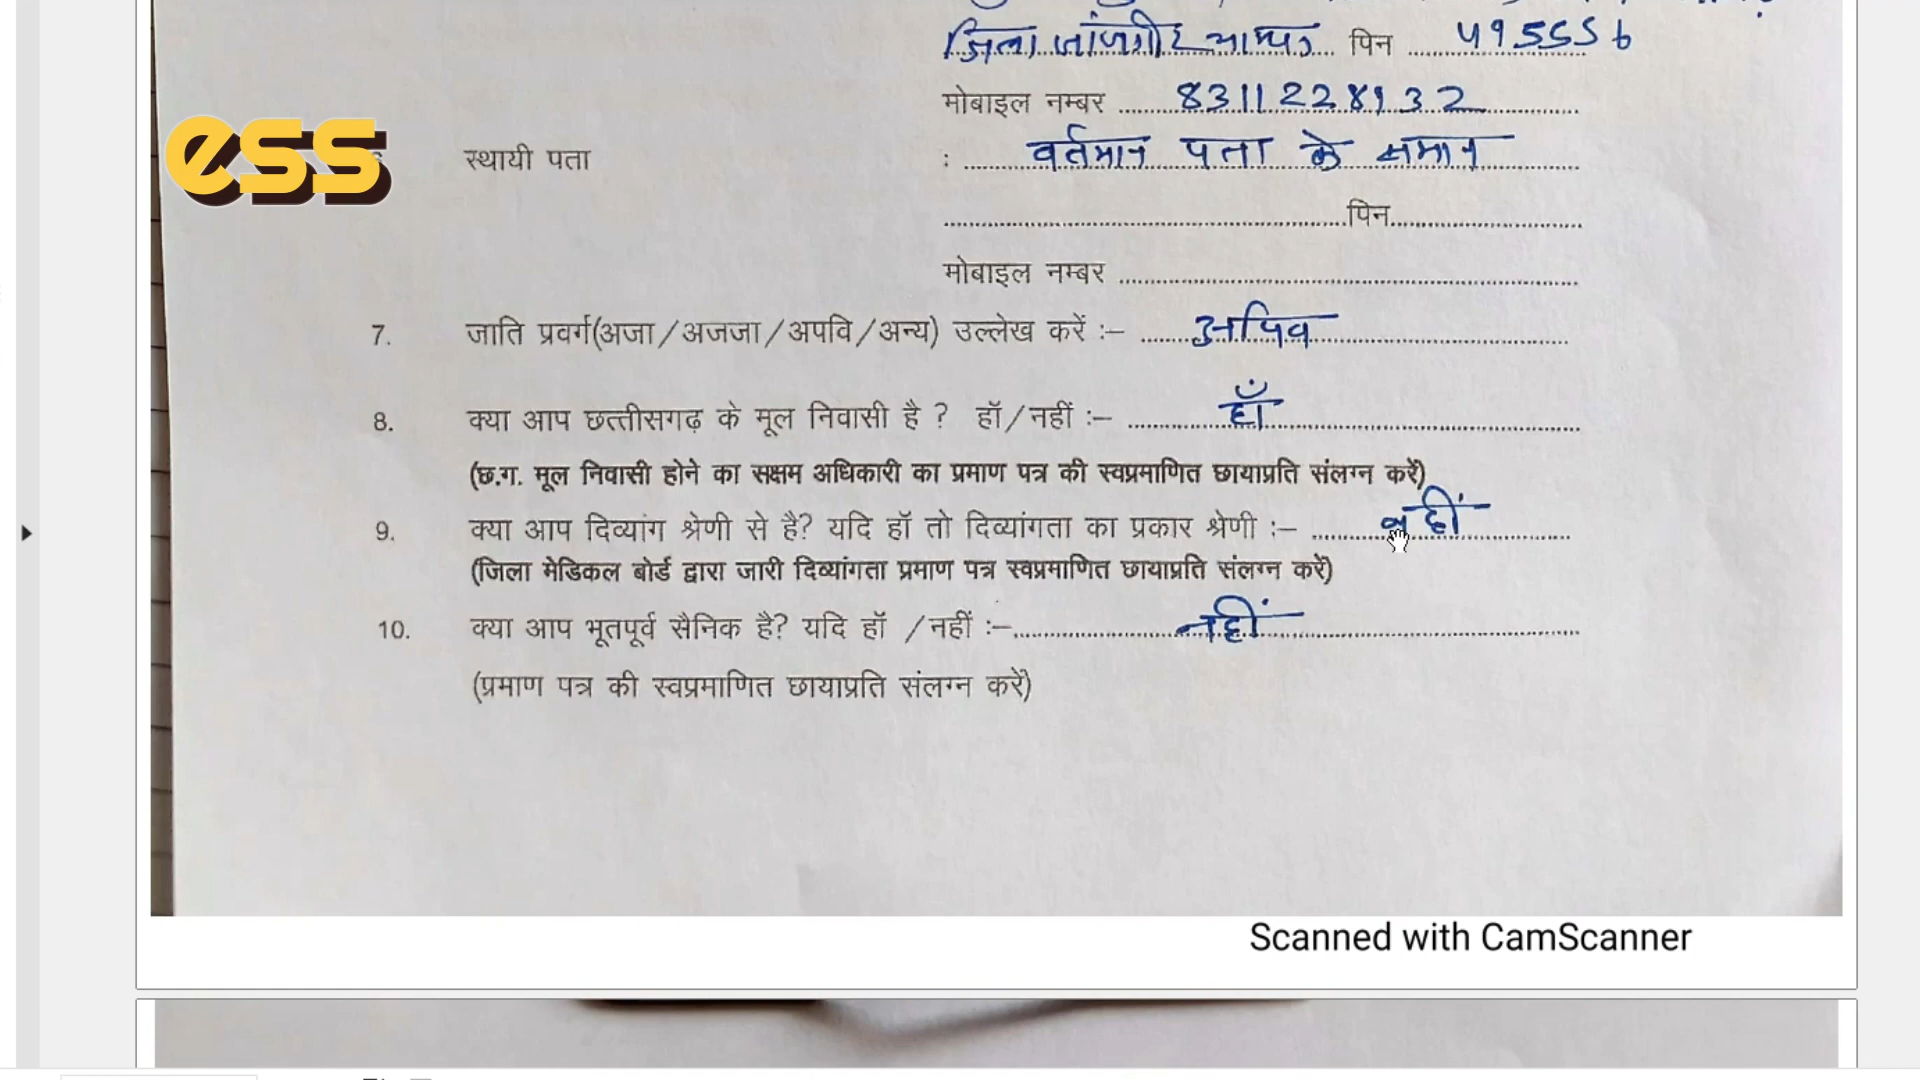 जिला जांजगीर चाम्पा पिन 495556
मोबाइल नम्बर 8311228132
ess
स्थायी पता : वर्तमान पता के समान
पिन
मोबाइल नम्बर
7. जाति प्रवर्ग(अजा/अजजा/अपवि/अन्य) उल्लेख करें :– अपिव
8. क्या आप छत्तीसगढ़ के मूल निवासी है ? हॉ/नहीं :– हाँ
(छ.ग. मूल निवासी होने का सक्षम अधिकारी का प्रमाण पत्र की स्वप्रमाणित छायाप्रति संलग्न करें)
9. क्या आप दिव्यांग श्रेणी से है? यदि हॉ तो दिव्यांगता का प्रकार श्रेणी :– नहीं
(जिला मेडिकल बोर्ड द्वारा जारी दिव्यांगता प्रमाण पत्र स्वप्रमाणित छायाप्रति संलग्न करें)
10. क्या आप भूतपूर्व सैनिक है? यदि हॉ /नहीं :– नहीं
(प्रमाण पत्र की स्वप्रमाणित छायाप्रति संलग्न करें)
Scanned with CamScanner